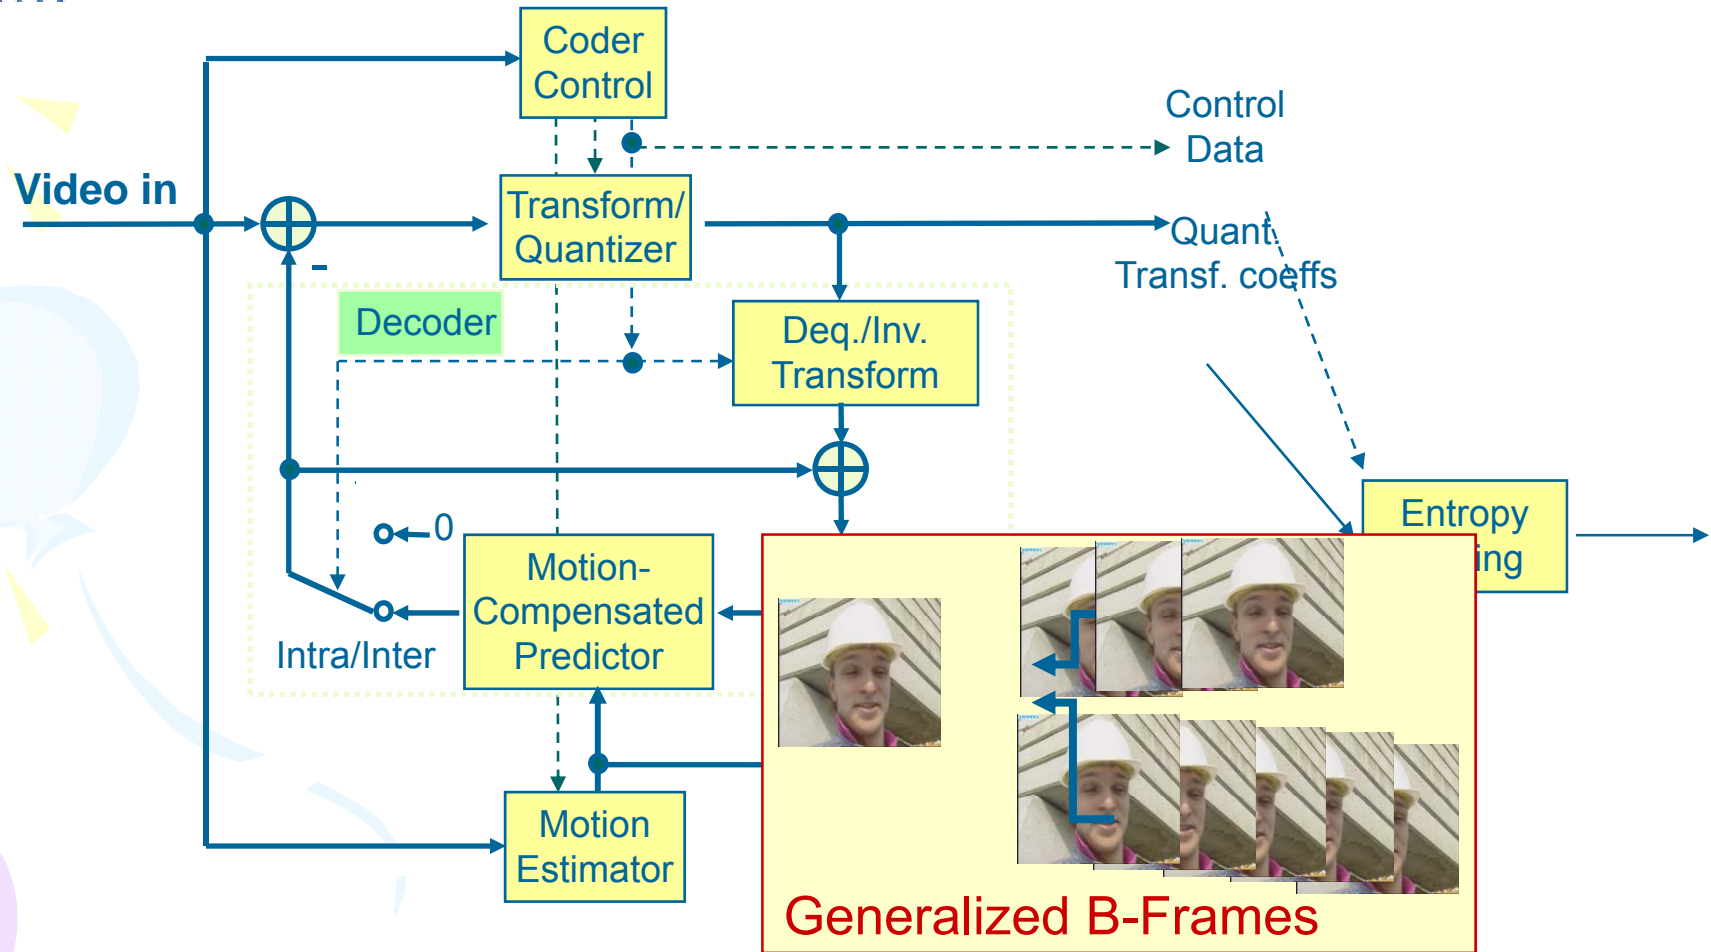 Coder
Control
Control
Data
Video in
Transform/
Quantizer
Quant.
Transf. coeffs
-
Decoder
Deq./Inv.
Transform
0
Entropy
ing
Motion-
Compensated
Predictor
Intra/Inter
Motion
Estimator
Generalized B-Frames